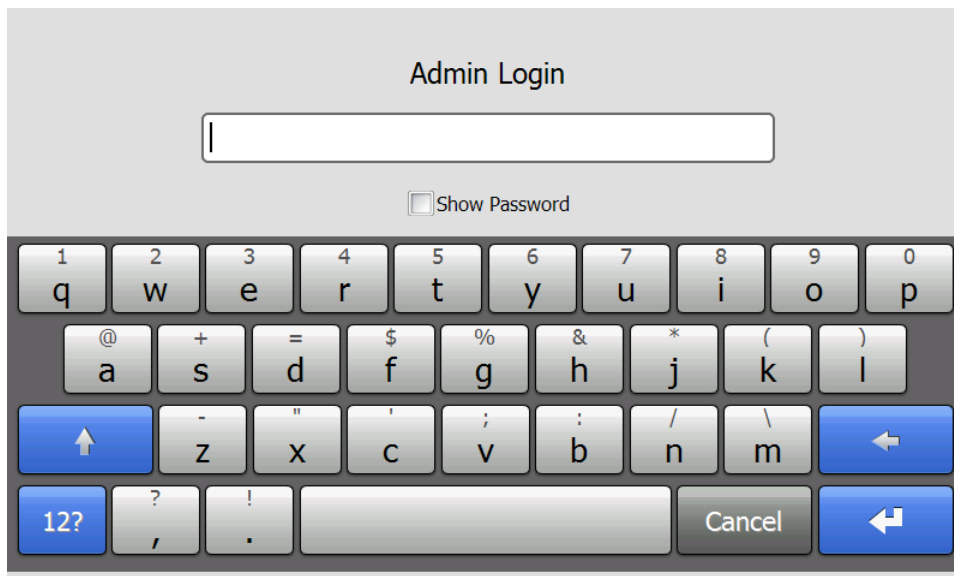 Admin Login
Show Password
1 2 3 4 5 6 7 8 9 0
q w e r t y u i o p
@ + = $ % & * ( )
a s d f g h j k l
- " ' ; : / \
z x c v b n m
? !
12? , . Cancel